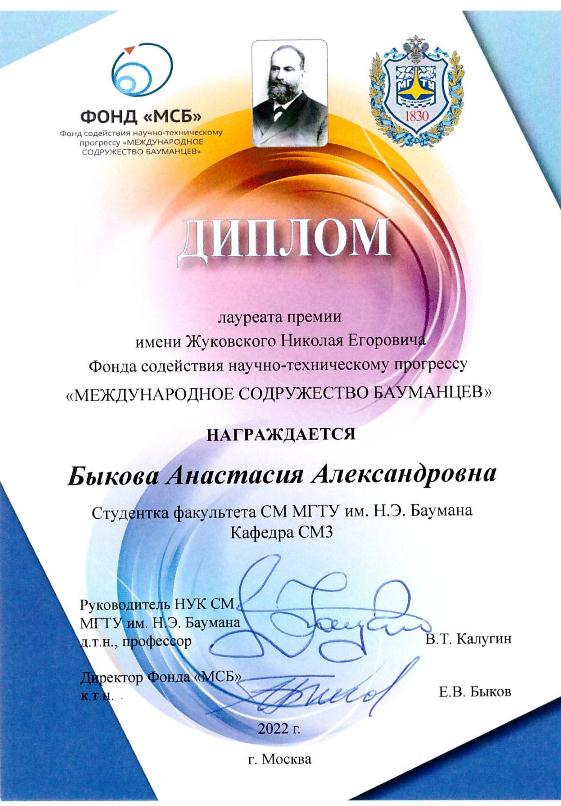 ФОНД «МСБ»
Фонд содействия научно-техническому
прогрессу «МЕЖДУНАРОДНОЕ
СОДРУЖЕСТВО БАУМАНЦЕВ»
МГТУ
1830
ДИПЛОМ
лауреата премии
имени Жуковского Николая Егоровича
Фонда содействия научно-техническому прогрессу
«МЕЖДУНАРОДНОЕ СОДРУЖЕСТВО БАУМАНЦЕВ»
НАГРАЖДАЕТСЯ
Быкова Анастасия Александровна
Студентка факультета СМ МГТУ им. Н.Э. Баумана
Кафедра СМ3
Руководитель НУК СМ
МГТУ им. Н.Э. Баумана
д.т.н., профессор
В.Т. Калугин
Директор Фонда «МСБ»
к.т.н.
Е.В. Быков
2022 г.
г. Москва